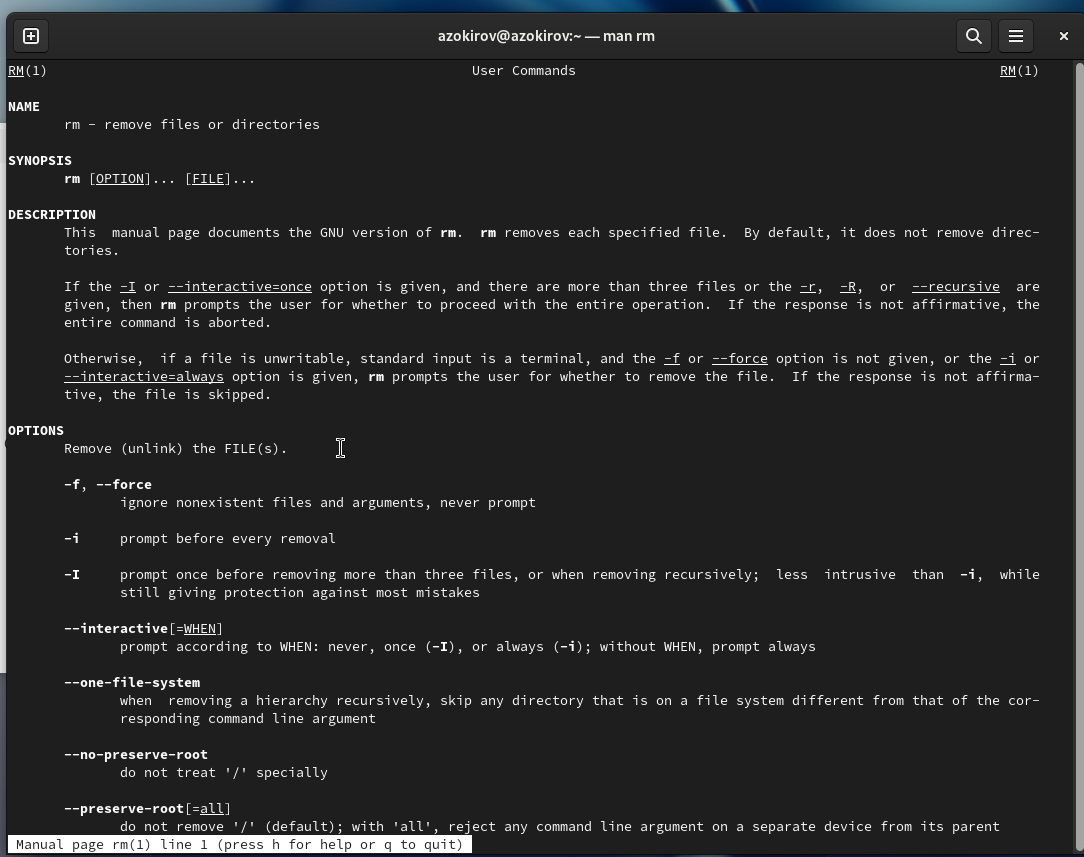 azokirov@azokirov:~ — man rm
RM(1) User Commands RM(1)
NAME
rm - remove files or directories
SYNOPSIS
rm [OPTION]... [FILE]...
DESCRIPTION
This  manual page documents the GNU version of rm.  rm removes each specified file.  By default, it does not remove direc-
tories.
If the -I or --interactive=once option is given, and there are more than three files or the -r,  -R,  or  --recursive  are
given, then rm prompts the user for whether to proceed with the entire operation.  If the response is not affirmative, the
entire command is aborted.
Otherwise,  if a file is unwritable, standard input is a terminal, and the -f or --force option is not given, or the -i or
--interactive=always option is given, rm prompts the user for whether to remove the file.  If the response is not affirma-
tive, the file is skipped.
OPTIONS
Remove (unlink) the FILE(s).
-f, --force
ignore nonexistent files and arguments, never prompt
-i     prompt before every removal
-I     prompt once before removing more than three files, or when removing recursively;  less  intrusive  than  -i,  while
still giving protection against most mistakes
--interactive[=WHEN]
prompt according to WHEN: never, once (-I), or always (-i); without WHEN, prompt always
--one-file-system
when  removing a hierarchy recursively, skip any directory that is on a file system different from that of the cor-
responding command line argument
--no-preserve-root
do not treat '/' specially
--preserve-root[=all]
do not remove '/' (default); with 'all', reject any command line argument on a separate device from its parent
Manual page rm(1) line 1 (press h for help or q to quit)